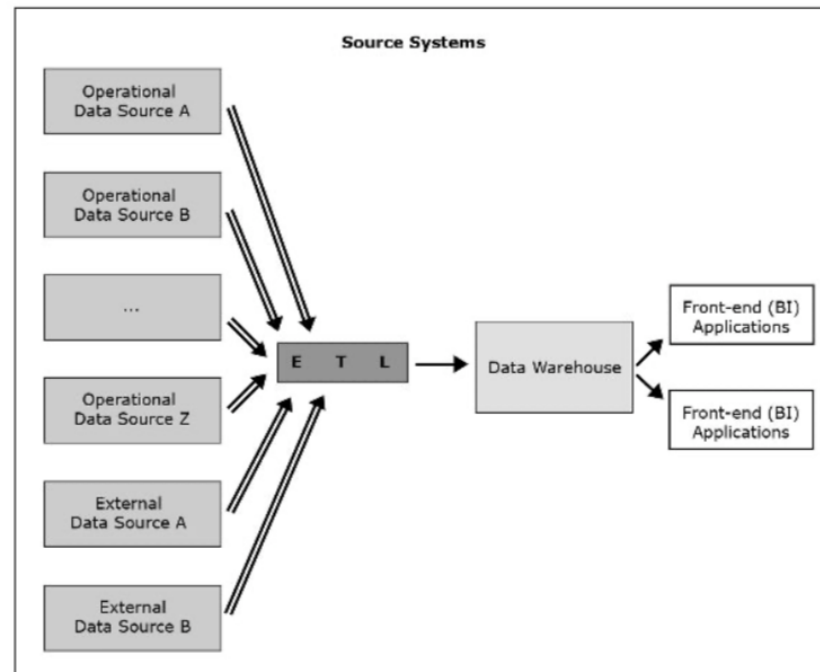 Source Systems
Operational
Data Source A
Operational
Data Source B
...
Operational
Data Source Z
External
Data Source A
External
Data Source B
E T L
Data Warehouse
Front-end (BI)
Applications
Front-end (BI)
Applications